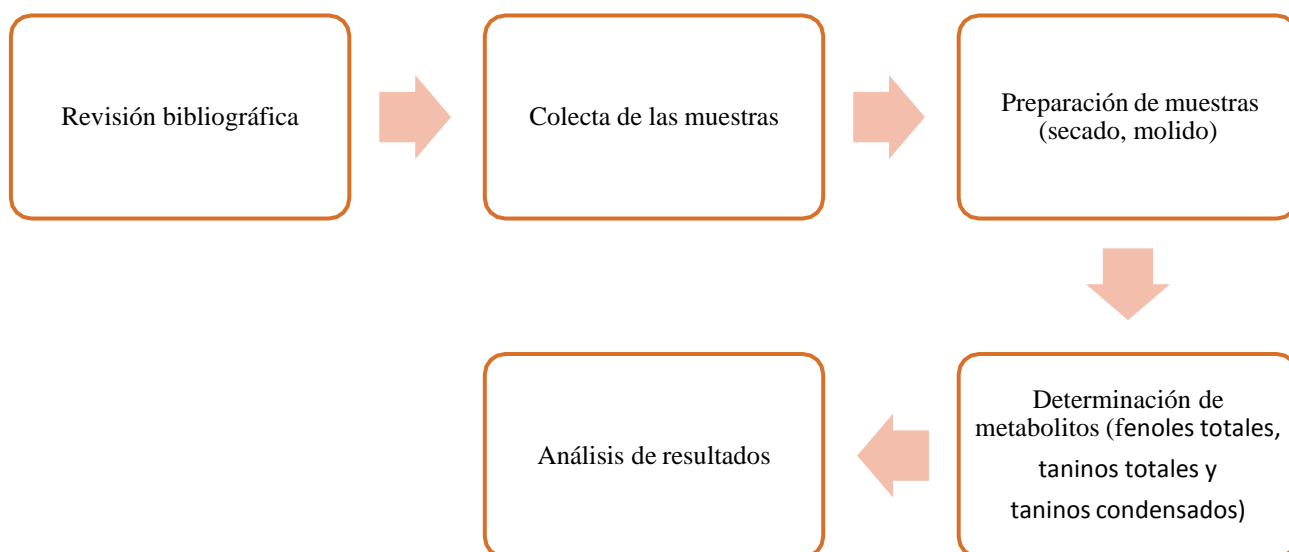 Revisión bibliográfica
Colecta de las muestras
Preparación de muestras
(secado, molido)
Determinación de
metabolitos (fenoles totales,
taninos totales y
taninos condensados)
Análisis de resultados